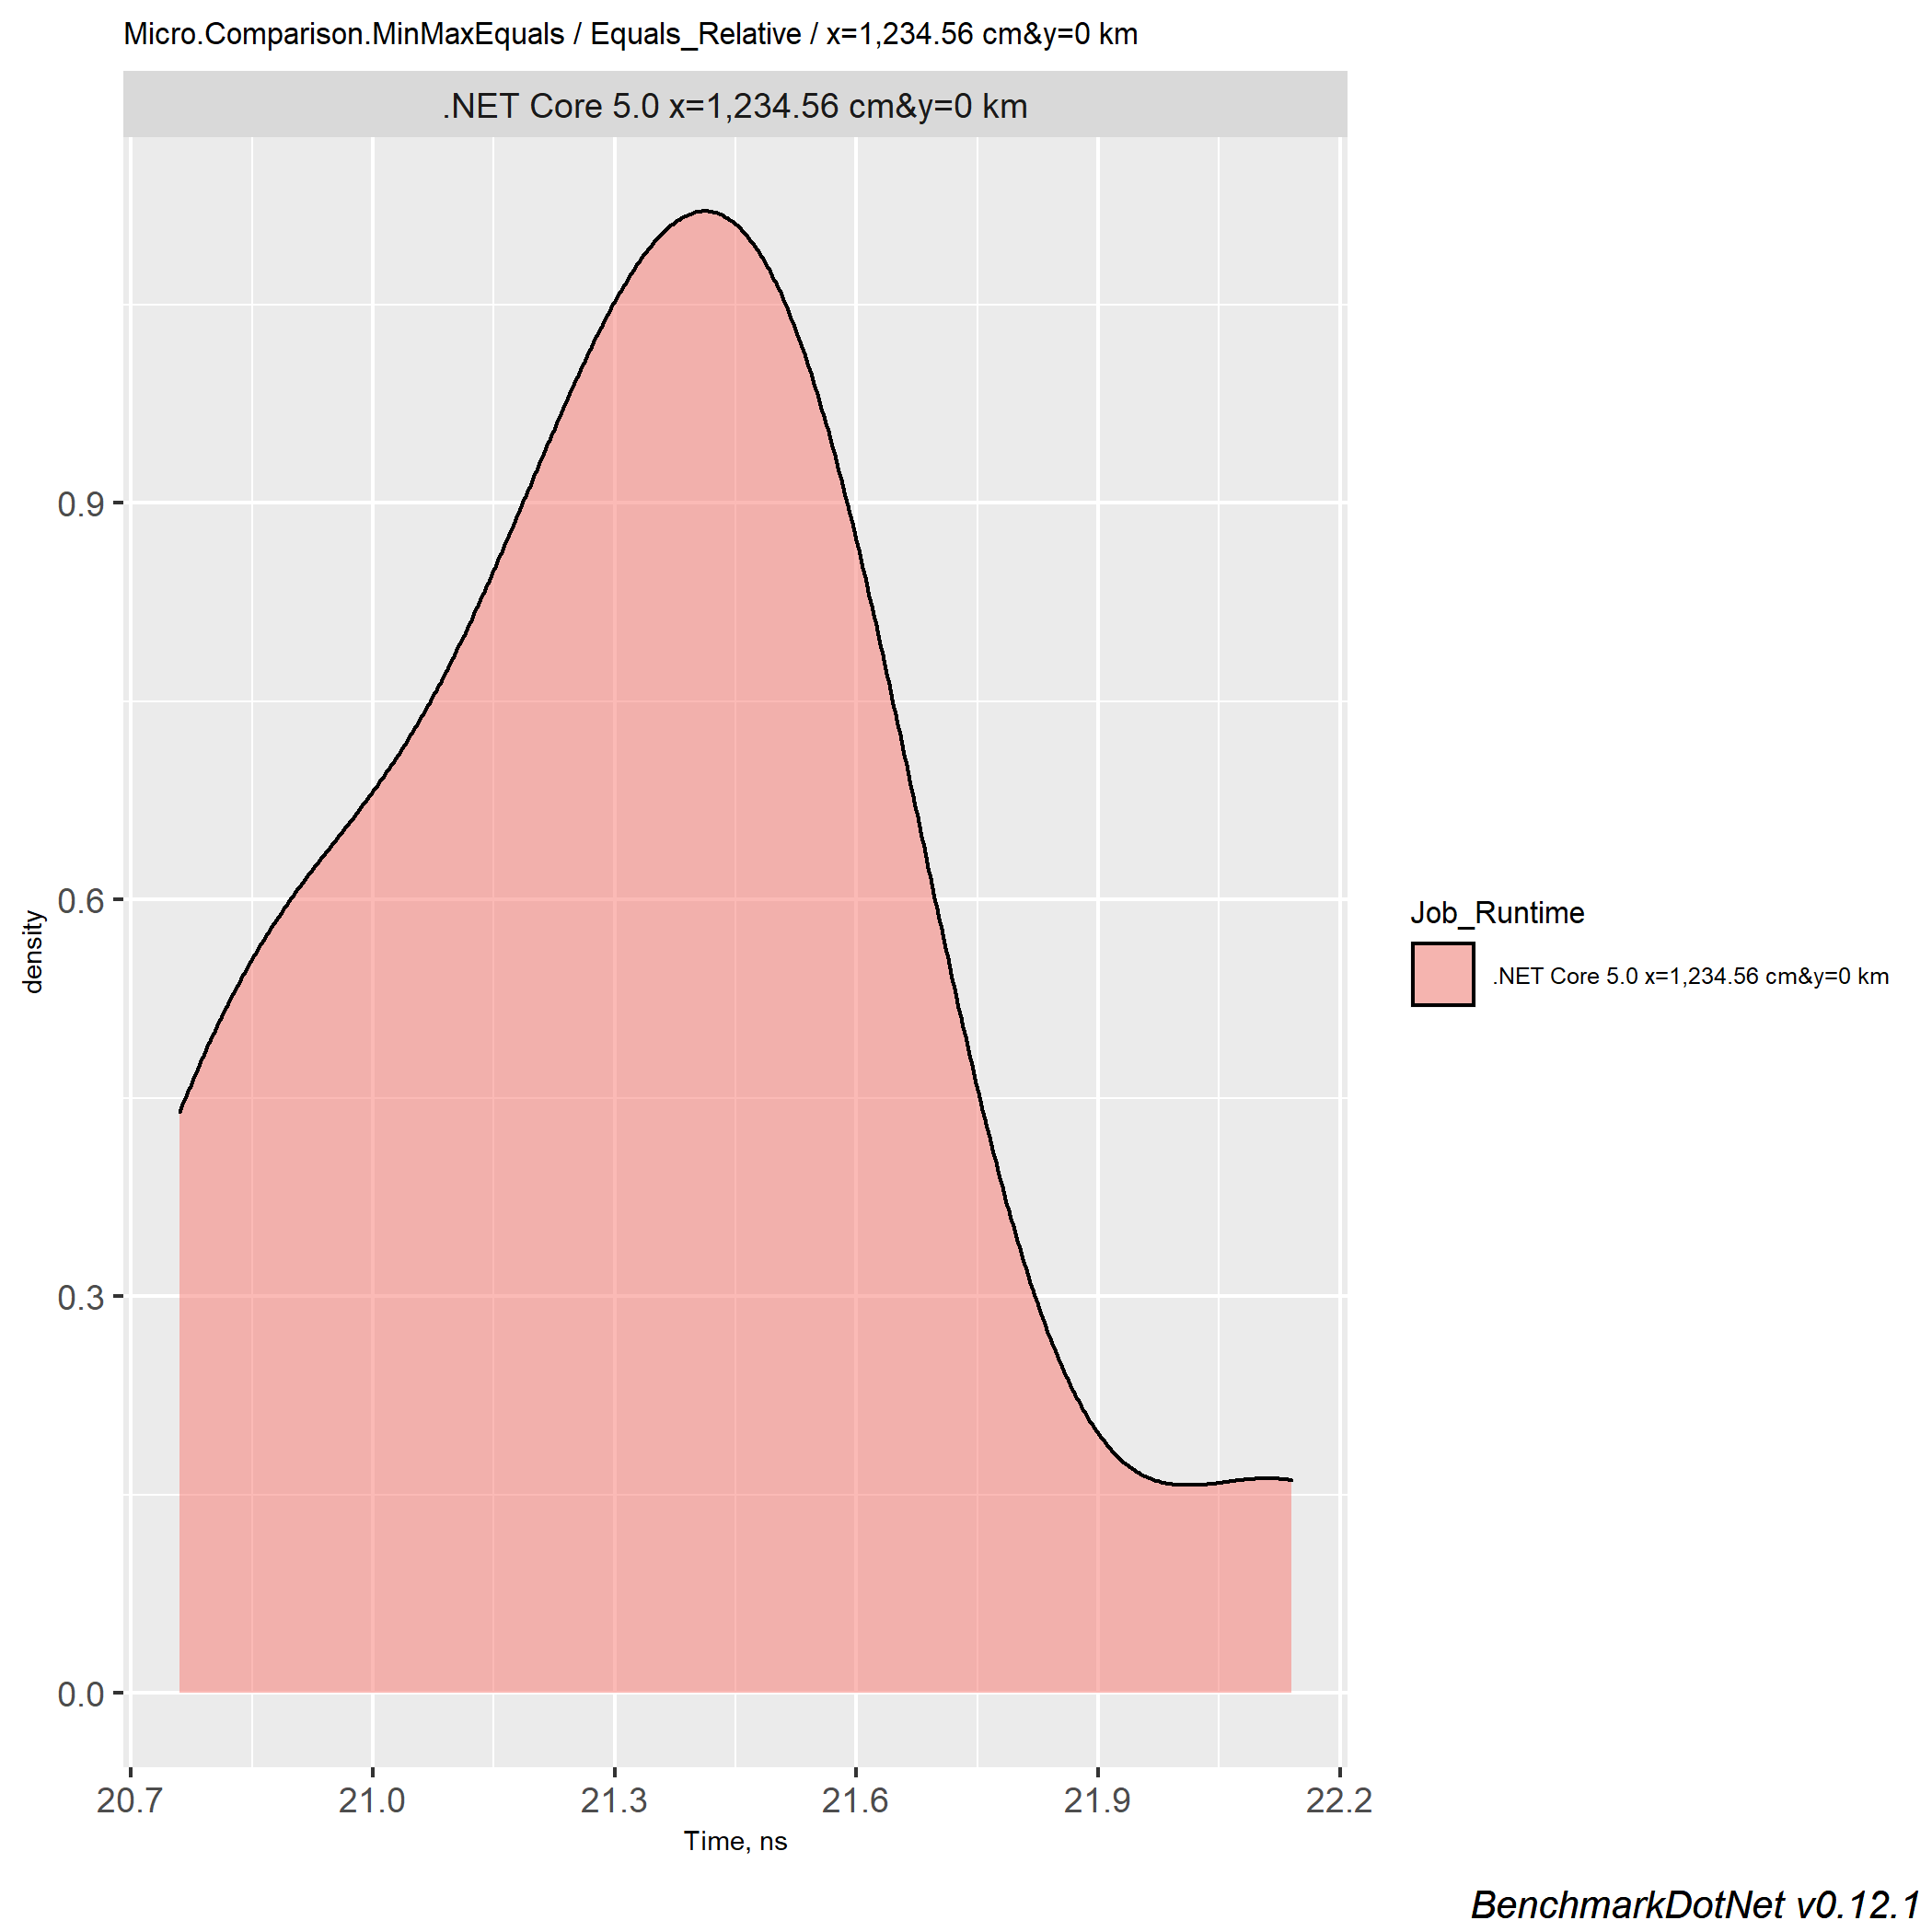 Micro.Comparison.MinMaxEquals / Equals_Relative / x=1,234.56 cm&y=0 km
.NET Core 5.0 x=1,234.56 cm&y=0 km
0.9
0.6
0.3
0.0
density
20.7 21.0 21.3 21.6 21.9 22.2
Time, ns
Job_Runtime
.NET Core 5.0 x=1,234.56 cm&y=0 km
BenchmarkDotNet v0.12.1